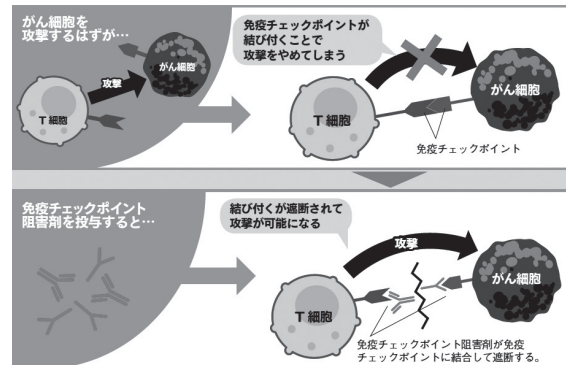 がん細胞を
攻撃するはずが…
攻撃
がん細胞
T 細胞
免疫チェックポイントが
結び付くことで
攻撃をやめてしまう
T 細胞
がん細胞
免疫チェックポイント
免疫チェックポイント
阻害剤を投与すると…
結び付くが遮断されて
攻撃が可能になる
攻撃
T 細胞
がん細胞
免疫チェックポイント阻害剤が免疫
チェックポイントに結合して遮断する。